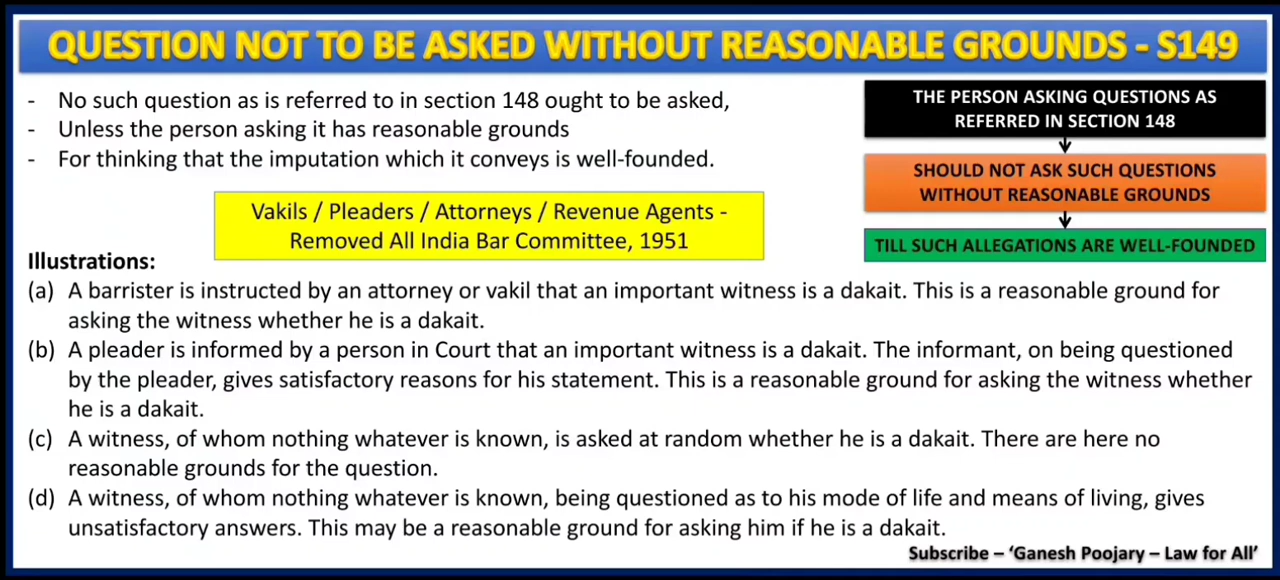 QUESTION NOT TO BE ASKED WITHOUT REASONABLE GROUNDS - S149
- No such question as is referred to in section 148 ought to be asked,
- Unless the person asking it has reasonable grounds
- For thinking that the imputation which it conveys is well-founded.
THE PERSON ASKING QUESTIONS AS
REFERRED IN SECTION 148
SHOULD NOT ASK SUCH QUESTIONS
WITHOUT REASONABLE GROUNDS
TILL SUCH ALLEGATIONS ARE WELL-FOUNDED
Vakils / Pleaders / Attorneys / Revenue Agents -
Removed All India Bar Committee, 1951
Illustrations:
(a) A barrister is instructed by an attorney or vakil that an important witness is a dakait. This is a reasonable ground for
asking the witness whether he is a dakait.
(b) A pleader is informed by a person in Court that an important witness is a dakait. The informant, on being questioned
by the pleader, gives satisfactory reasons for his statement. This is a reasonable ground for asking the witness whether
he is a dakait.
(c) A witness, of whom nothing whatever is known, is asked at random whether he is a dakait. There are here no
reasonable grounds for the question.
(d) A witness, of whom nothing whatever is known, being questioned as to his mode of life and means of living, gives
unsatisfactory answers. This may be a reasonable ground for asking him if he is a dakait.
Subscribe – ‘Ganesh Poojary – Law for All’